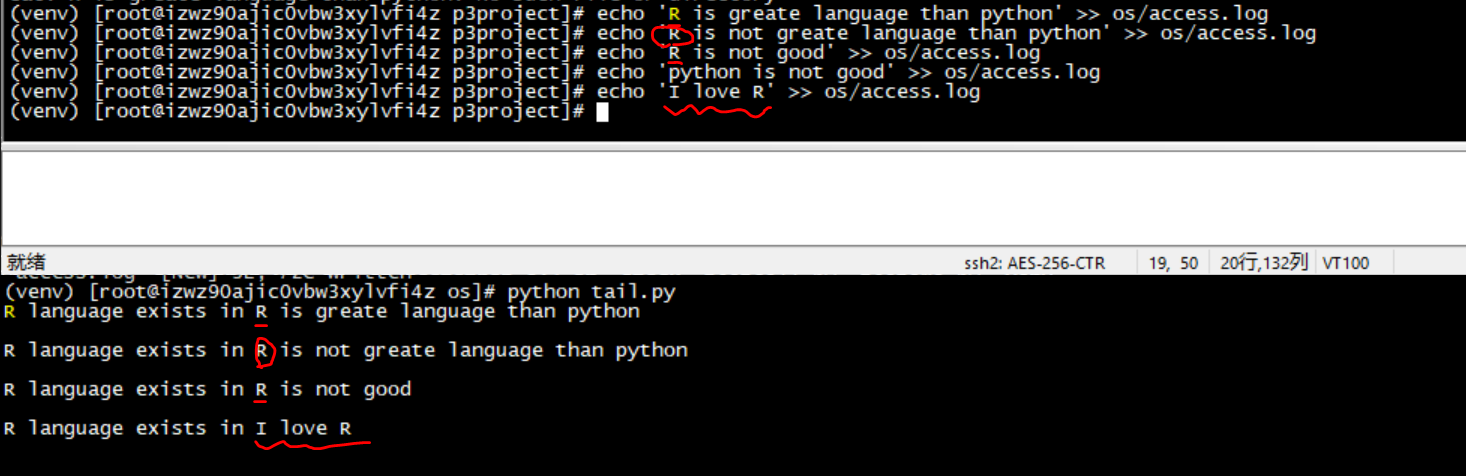 (venv) [root@izwz90ajic0vbw3xylvfi4z p3project]# echo 'R is greate language than python' >> os/access.log
(venv) [root@izwz90ajic0vbw3xylvfi4z p3project]# echo 'R is not greate language than python' >> os/access.log
(venv) [root@izwz90ajic0vbw3xylvfi4z p3project]# echo 'R is not good' >> os/access.log
(venv) [root@izwz90ajic0vbw3xylvfi4z p3project]# echo 'python is not good' >> os/access.log
(venv) [root@izwz90ajic0vbw3xylvfi4z p3project]# echo 'I love R' >> os/access.log
(venv) [root@izwz90ajic0vbw3xylvfi4z p3project]#
就绪 ssh2: AES-256-CTR 19, 50 20行,132列 VT100
(venv) [root@izwz90ajic0vbw3xylvfi4z os]# python tail.py
R language exists in R is greate language than python
R language exists in R is not greate language than python
R language exists in R is not good
R language exists in I love R